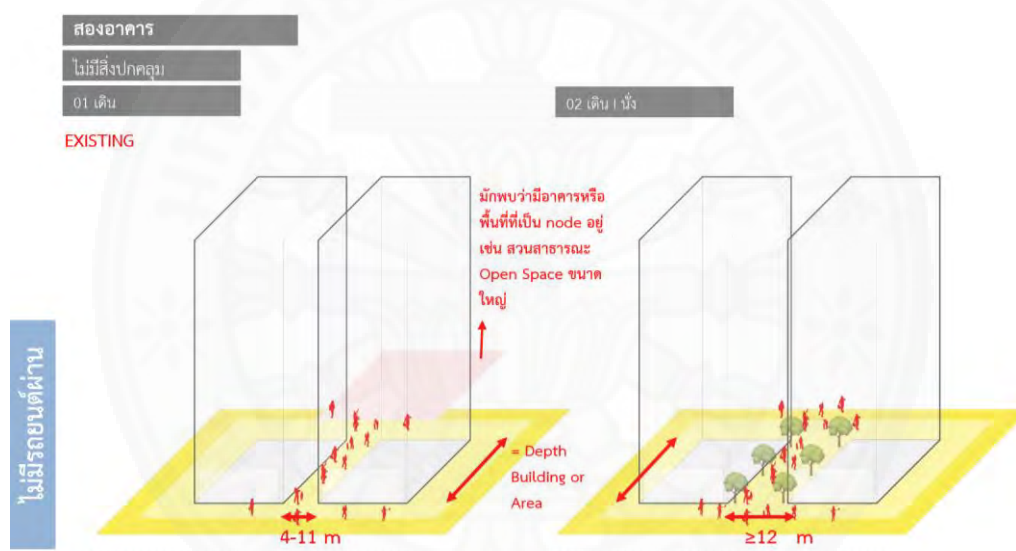 สองอาคาร
ไม่มีสิ่งปกคลุม
01 เดิน
02 เดิน | นั่ง
EXISTING
มักพบว่ามีอาคารหรือ
พื้นที่ที่เป็น node อยู่
เช่น สวนสาธารณะ
Open Space ขนาด
ใหญ่
ไม่มีรถยนต์ผ่าน
= Depth
Building or
Area
4-11 m
≥12 m